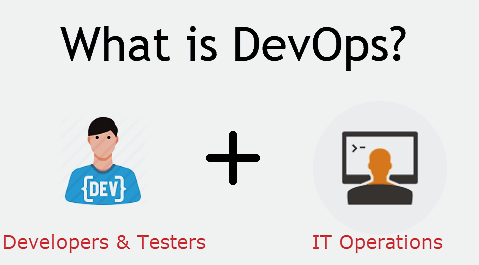 What is DevOps?
{DEV}
>-
Developers & Testers
IT Operations